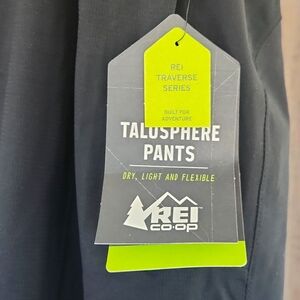 REI
TRAVERSE
SERIES
BUILT FOR
ADVENTURE
TALUSPHERE
PANTS
DRY, LIGHT AND FLEXIBLE
REI
CO·OP